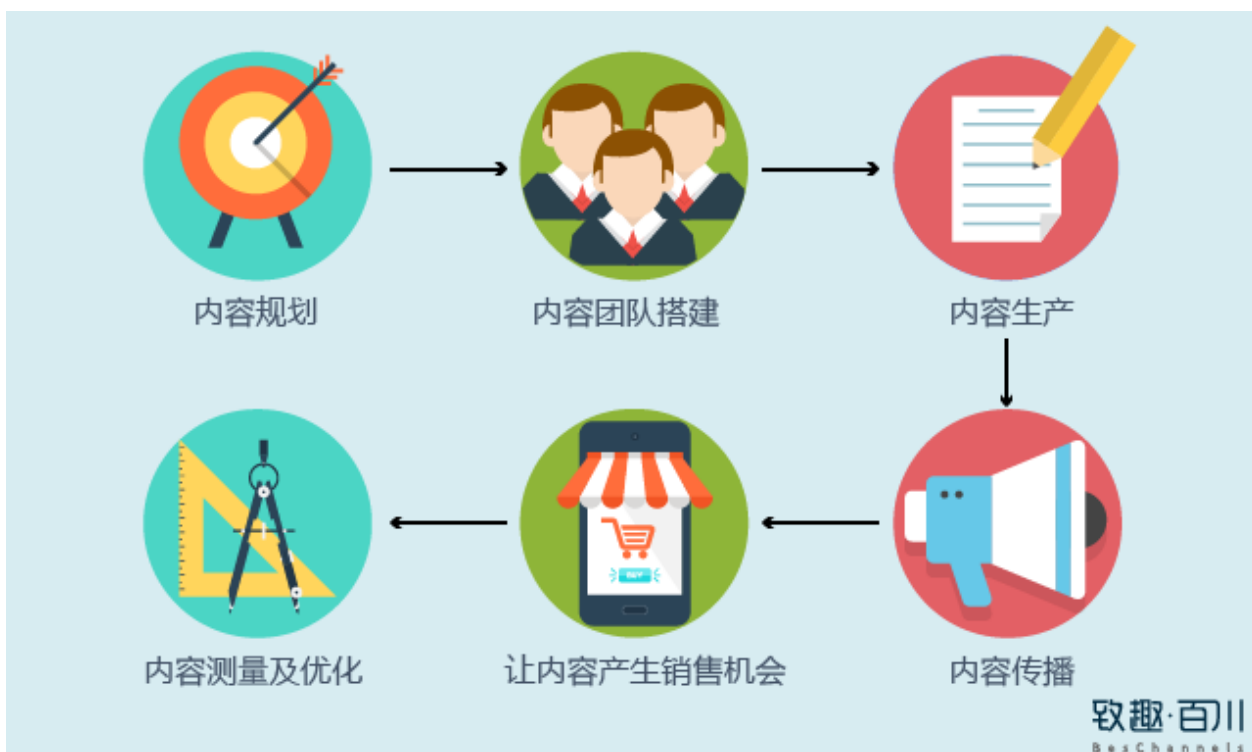 内容规划
内容团队搭建
内容生产
内容测量及优化
让内容产生销售机会
内容传播
致趣·百川
BesChannels